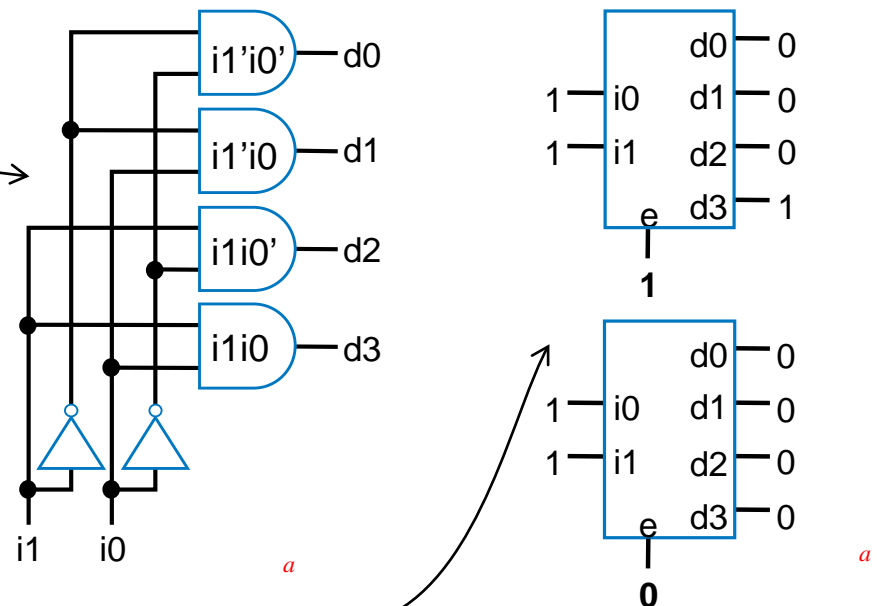 i1’i0’ d0
i1’i0 d1
i1i0’ d2
i1i0 d3
i1 i0
a
d0 0
1 i0 d1 0
1 i1 d2 0
e d3 1
1
d0 0
1 i0 d1 0
1 i1 d2 0
e d3 0
0
a